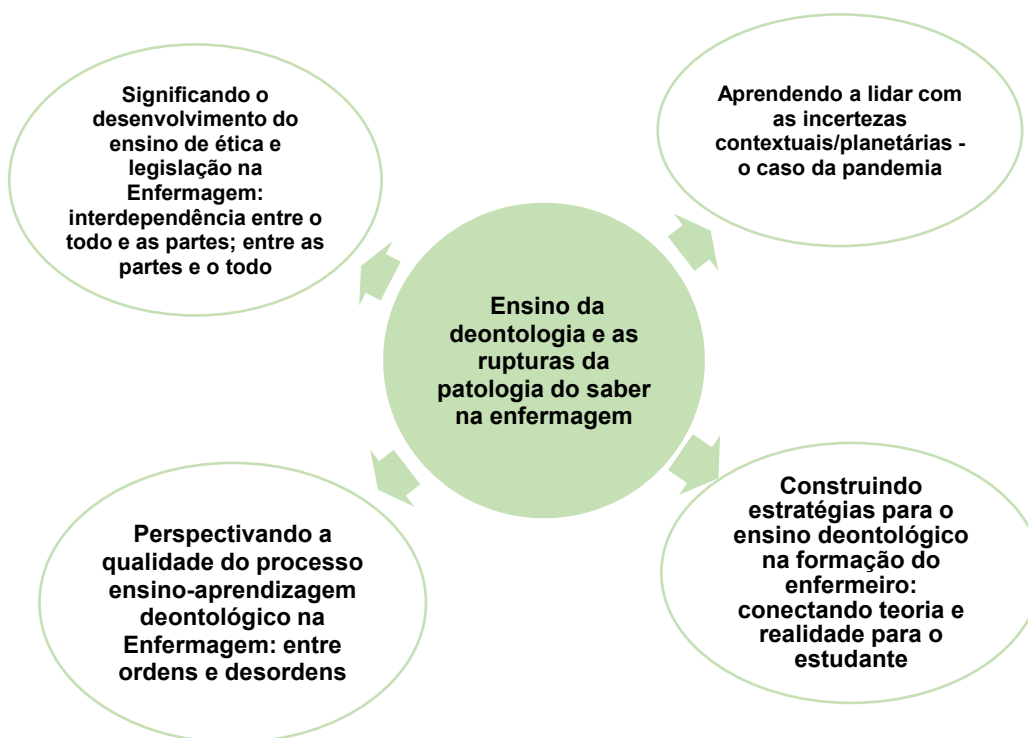 Significando o
desenvolvimento do
ensino de ética e
legislação na
Enfermagem:
interdependência entre o
todo e as partes; entre as
partes e o todo
Aprendendo a lidar com
as incertezas
contextuais/planetárias -
o caso da pandemia
Ensino da
deontologia e as
rupturas da
patologia do saber
na enfermagem
Perspectivando a
qualidade do processo
ensino-aprendizagem
deontológico na
Enfermagem: entre
ordens e desordens
Construindo
estratégias para o
ensino deontológico
na formação do
enfermeiro:
conectando teoria e
realidade para o
estudante